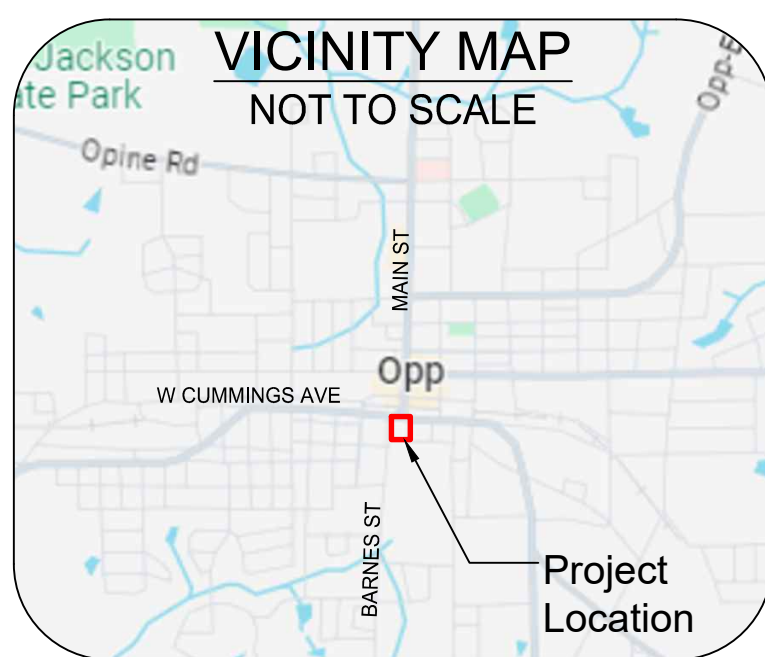 VICINITY MAP
NOT TO SCALE
Jackson
ate Park
Opine Rd
Opp-E
MAIN ST
Opp
W CUMMINGS AVE
BARNES ST
Project
Location